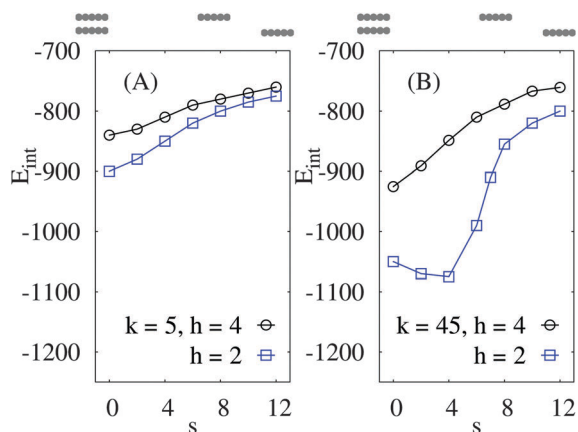 -700
-800
-900
-1000
-1100
-1200
E_int
(A)
k = 5, h = 4
h = 2
0 4 8 12
s
-700
-800
-900
-1000
-1100
-1200
E_int
(B)
k = 45, h = 4
h = 2
0 4 8 12
s